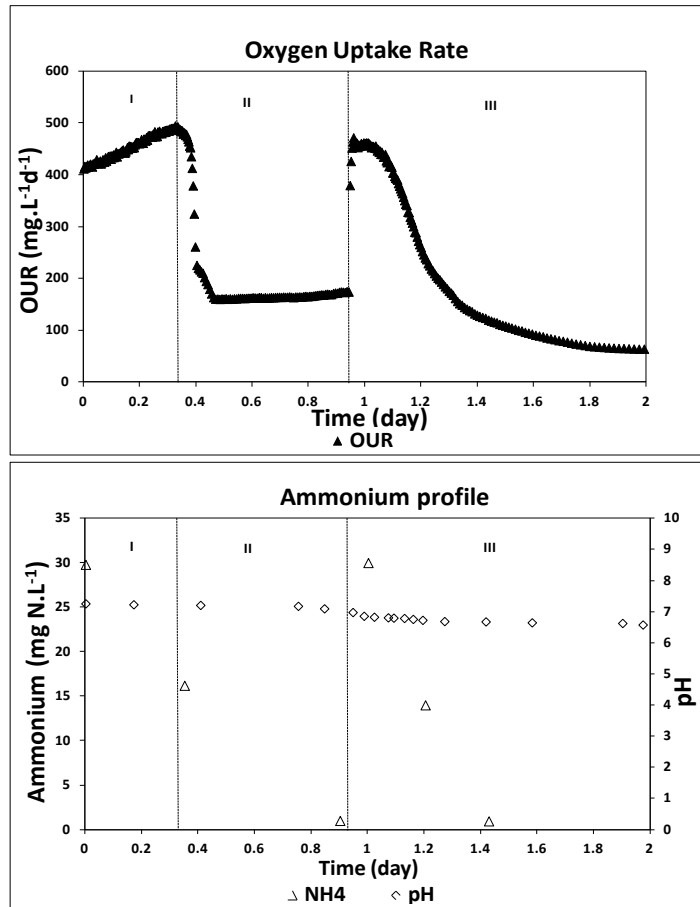 Oxygen Uptake Rate
600
500
400
300
200
100
0
OUR (mg.L⁻¹d⁻¹)
I
II
III
0 0.2 0.4 0.6 0.8 1 1.2 1.4 1.6 1.8 2
Time (day)
▲ OUR
Ammonium profile
35
30
25
20
15
10
5
0
Ammonium (mg N.L⁻¹)
I
II
III
10
9
8
7
6
5
4
3
2
1
0
pH
0 0.2 0.4 0.6 0.8 1 1.2 1.4 1.6 1.8 2
Time (day)
△ NH4 ◇ pH